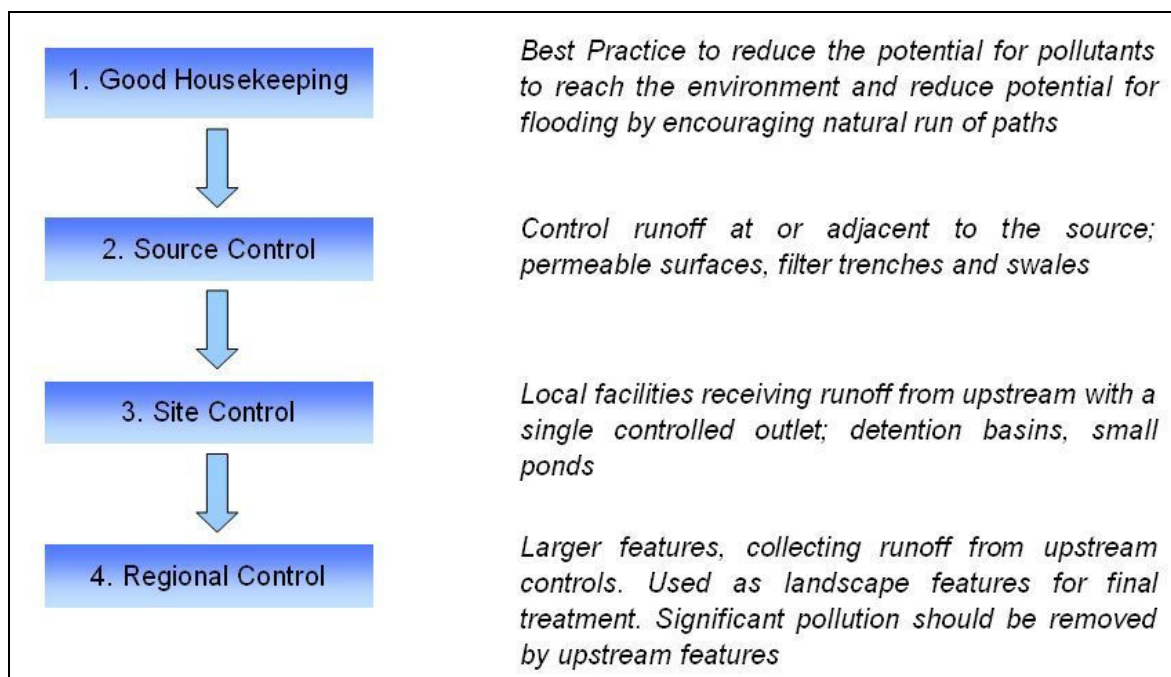 1. Good Housekeeping
Best Practice to reduce the potential for pollutants
to reach the environment and reduce potential for
flooding by encouraging natural run of paths
2. Source Control
Control runoff at or adjacent to the source;
permeable surfaces, filter trenches and swales
3. Site Control
Local facilities receiving runoff from upstream with a
single controlled outlet; detention basins, small
ponds
4. Regional Control
Larger features, collecting runoff from upstream
controls. Used as landscape features for final
treatment. Significant pollution should be removed
by upstream features